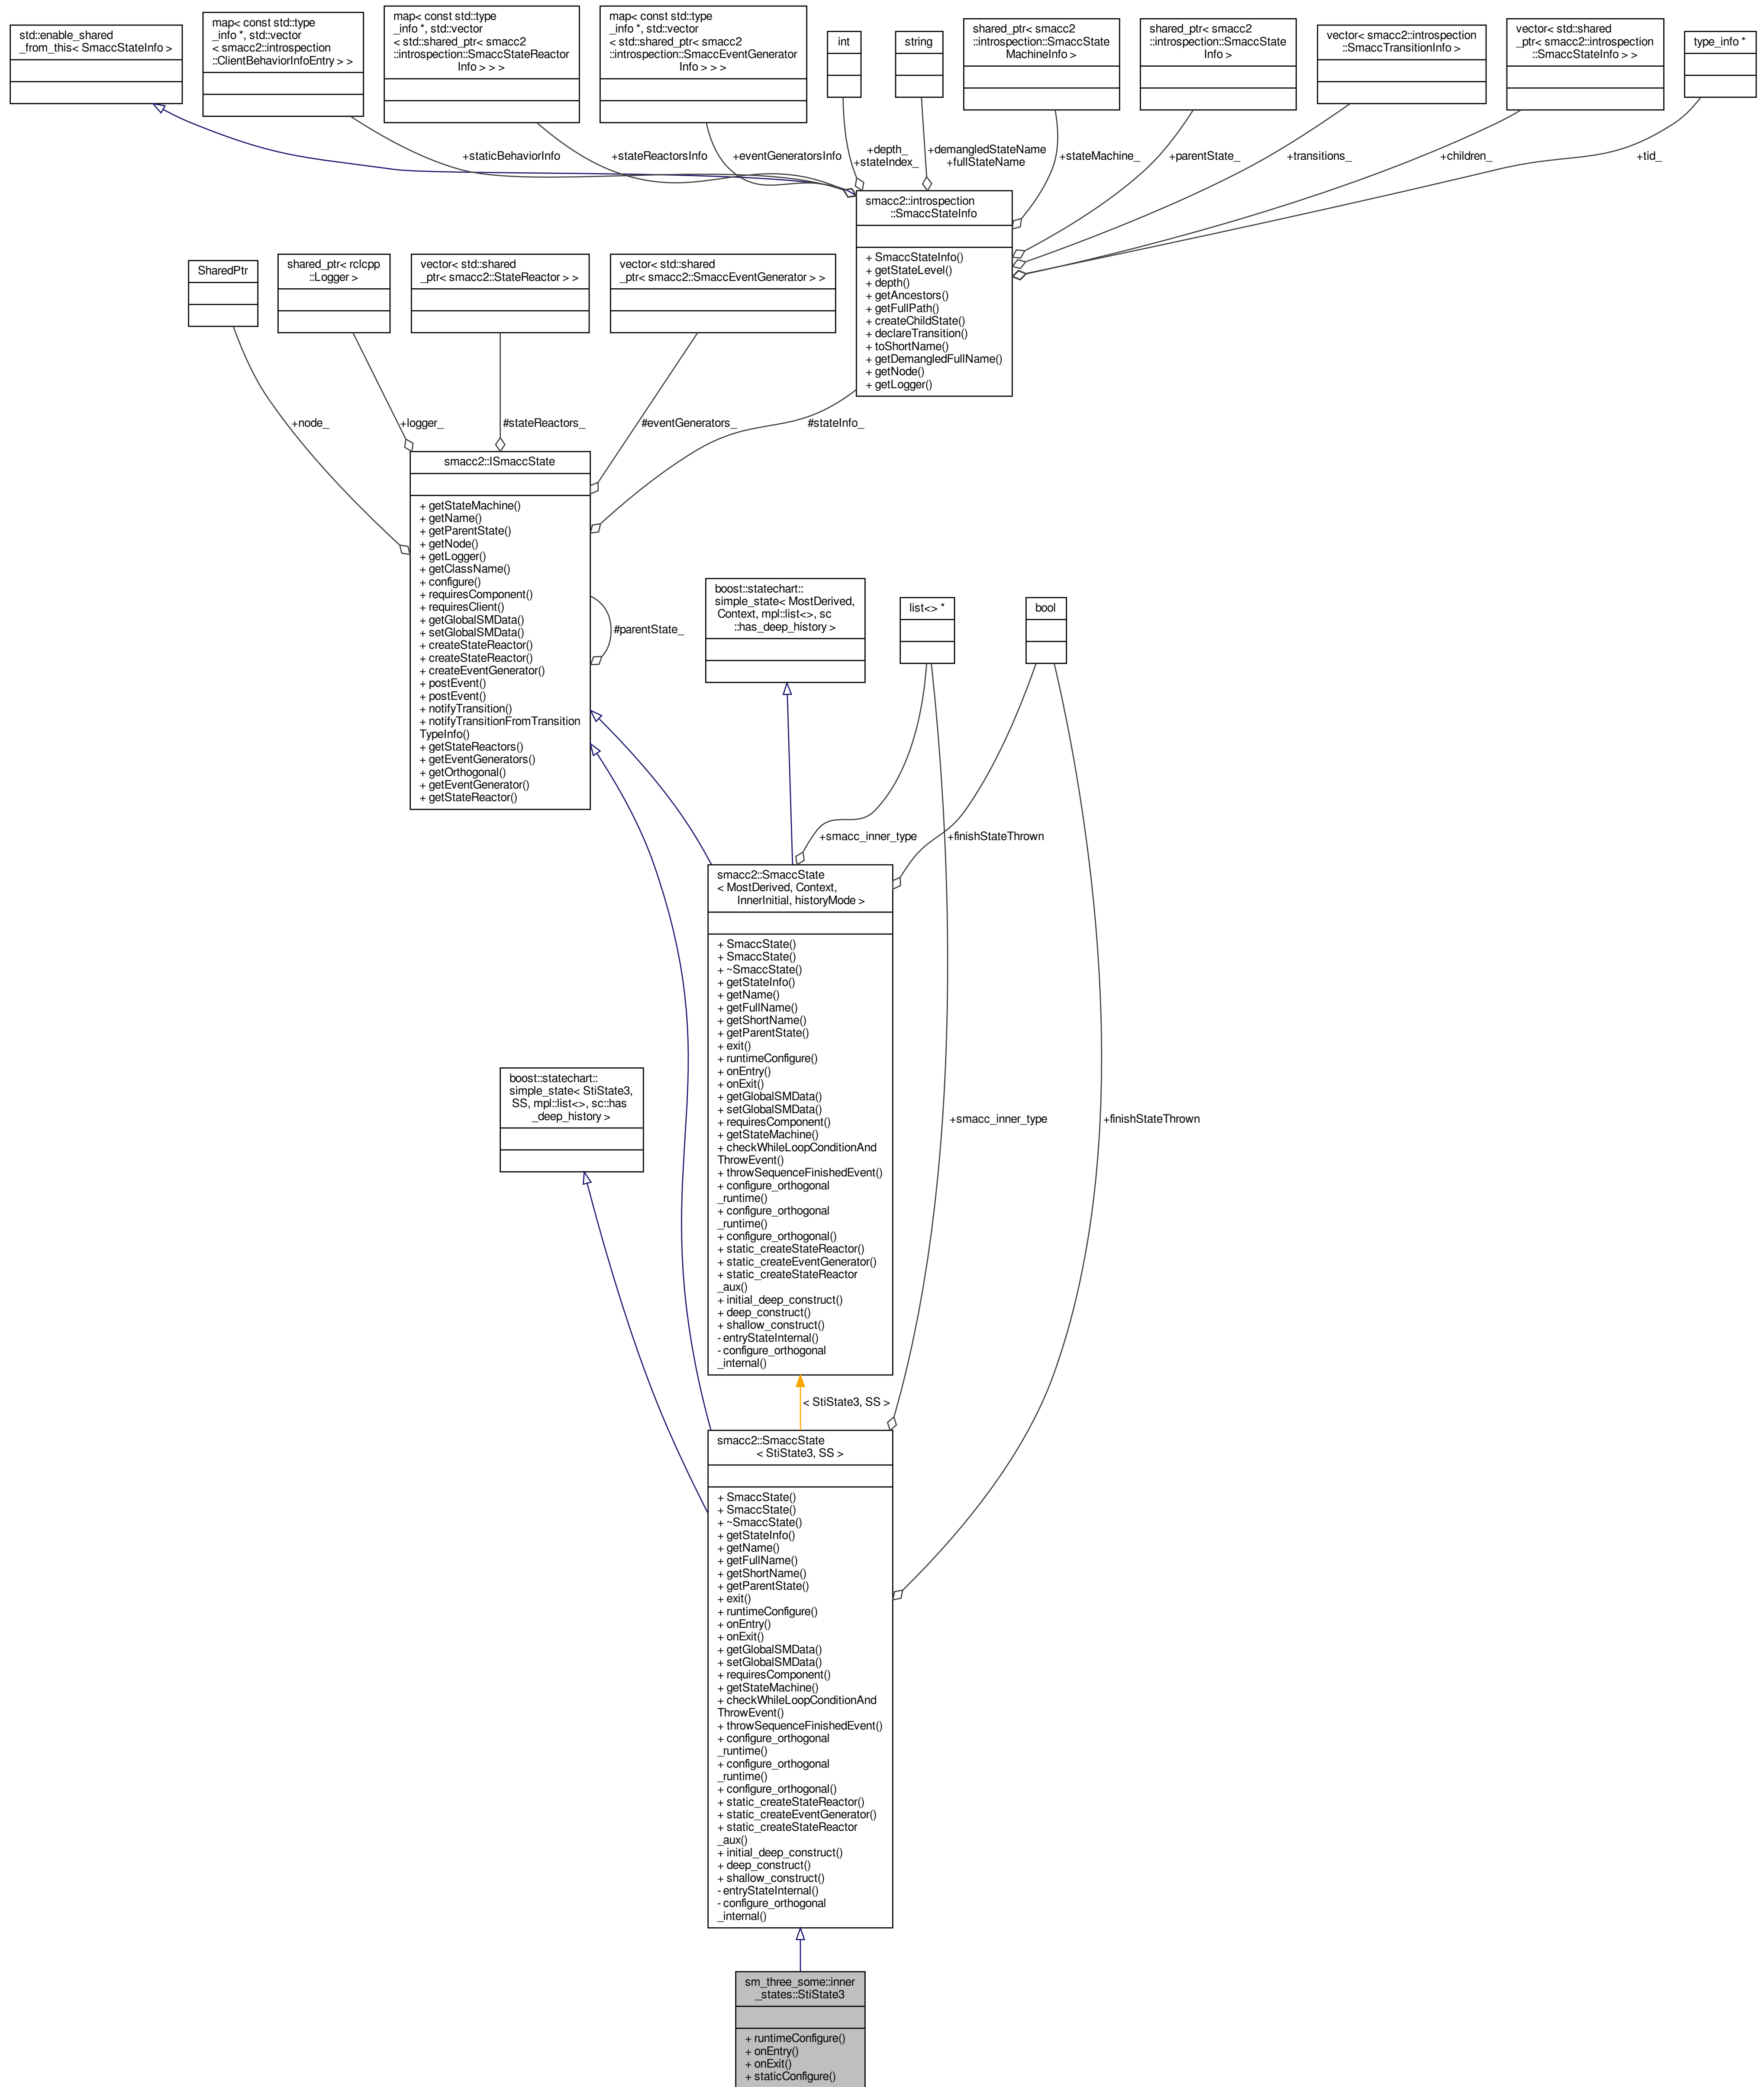 std::enable_shared
_from_this< SmaccStateInfo >
map< const std::type
_info *, std::vector
< smacc2::introspection
::ClientBehaviorInfoEntry > >
map< const std::type
_info *, std::vector
< std::shared_ptr< smacc2
::introspection::SmaccStateReactor
Info > > >
map< const std::type
_info *, std::vector
< std::shared_ptr< smacc2
::introspection::SmaccEventGenerator
Info > > >
int
string
shared_ptr< smacc2
::introspection::SmaccState
MachineInfo >
shared_ptr< smacc2
::introspection::SmaccState
Info >
vector< smacc2::introspection
::SmaccTransitionInfo >
vector< std::shared
_ptr< smacc2::introspection
::SmaccStateInfo > >
type_info *
+staticBehaviorInfo
+stateReactorsInfo
+eventGeneratorsInfo
+depth_
+stateIndex_
+demangledStateName
+fullStateName
+stateMachine_
+parentState_
+transitions_
+children_
+tid_
smacc2::introspection
::SmaccStateInfo
+ SmaccStateInfo()
+ getStateLevel()
+ depth()
+ getAncestors()
+ getFullPath()
+ createChildState()
+ declareTransition()
+ toShortName()
+ getDemangledFullName()
+ getNode()
+ getLogger()
SharedPtr
shared_ptr< rclcpp
::Logger >
vector< std::shared
_ptr< smacc2::StateReactor > >
vector< std::shared
_ptr< smacc2::SmaccEventGenerator > >
+node_
+logger_
#stateReactors_
#eventGenerators_
#stateInfo_
smacc2::ISmaccState
+ getStateMachine()
+ getName()
+ getParentState()
+ getNode()
+ getLogger()
+ getClassName()
+ configure()
+ requiresComponent()
+ requiresClient()
+ getGlobalSMData()
+ setGlobalSMData()
+ createStateReactor()
+ createStateReactor()
+ createEventGenerator()
+ postEvent()
+ postEvent()
+ notifyTransition()
+ notifyTransitionFromTransition
TypeInfo()
+ getStateReactors()
+ getEventGenerators()
+ getOrthogonal()
+ getEventGenerator()
+ getStateReactor()
#parentState_
boost::statechart::
simple_state< MostDerived,
Context, mpl::list<>, sc
::has_deep_history >
list<> *
bool
+smacc_inner_type
+finishStateThrown
smacc2::SmaccState
< MostDerived, Context,
InnerInitial, historyMode >
+ SmaccState()
+ SmaccState()
+ ~SmaccState()
+ getStateInfo()
+ getName()
+ getFullName()
+ getShortName()
+ getParentState()
+ exit()
+ runtimeConfigure()
+ onEntry()
+ onExit()
+ getGlobalSMData()
+ setGlobalSMData()
+ requiresComponent()
+ getStateMachine()
+ checkWhileLoopConditionAnd
ThrowEvent()
+ throwSequenceFinishedEvent()
+ configure_orthogonal
_runtime()
+ configure_orthogonal
_runtime()
+ configure_orthogonal()
+ static_createStateReactor()
+ static_createEventGenerator()
+ static_createStateReactor
_aux()
+ initial_deep_construct()
+ deep_construct()
+ shallow_construct()
- entryStateInternal()
- configure_orthogonal
_internal()
boost::statechart::
simple_state< StiState3,
SS, mpl::list<>, sc::has
_deep_history >
+smacc_inner_type
+finishStateThrown
< StiState3, SS >
smacc2::SmaccState
< StiState3, SS >
+ SmaccState()
+ SmaccState()
+ ~SmaccState()
+ getStateInfo()
+ getName()
+ getFullName()
+ getShortName()
+ getParentState()
+ exit()
+ runtimeConfigure()
+ onEntry()
+ onExit()
+ getGlobalSMData()
+ setGlobalSMData()
+ requiresComponent()
+ getStateMachine()
+ checkWhileLoopConditionAnd
ThrowEvent()
+ throwSequenceFinishedEvent()
+ configure_orthogonal
_runtime()
+ configure_orthogonal
_runtime()
+ configure_orthogonal()
+ static_createStateReactor()
+ static_createEventGenerator()
+ static_createStateReactor
_aux()
+ initial_deep_construct()
+ deep_construct()
+ shallow_construct()
- entryStateInternal()
- configure_orthogonal
_internal()
sm_three_some::inner
_states::StiState3
+ runtimeConfigure()
+ onEntry()
+ onExit()
+ staticConfigure()